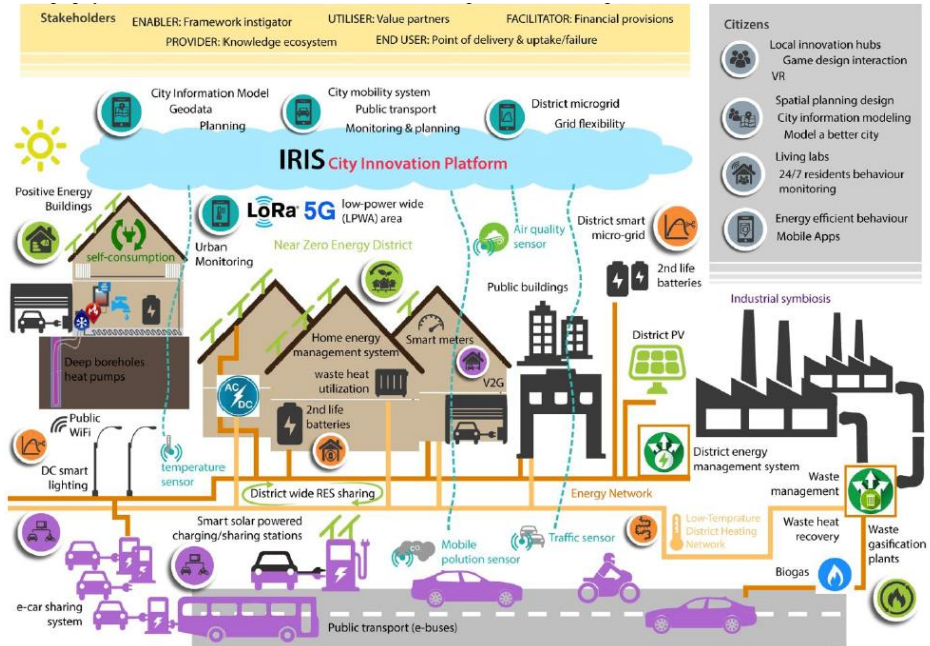 Stakeholders
ENABLER: Framework instigator
UTILISER: Value partners
FACILITATOR: Financial provisions
PROVIDER: Knowledge ecosystem
END USER: Point of delivery & uptake/failure
Citizens
Local innovation hubs
Game design interaction
VR
Spatial planning design
City information modeling
Model a better city
Living labs
24/7 residents behaviour
monitoring
Energy efficient behaviour
Mobile Apps
City Information Model
Geodata
Planning
City mobility system
Public transport
Monitoring & planning
District microgrid
Grid flexibility
IRIS City Innovation Platform
Positive Energy
Buildings
self-consumption
Urban
Monitoring
LoRa® 5G
low-power wide
(LPWA) area
Near Zero Energy District
Air quality
sensor
District smart
micro-grid
2nd life
batteries
Public buildings
Industrial symbiosis
Deep boreholes
heat pumps
Home energy
management system
waste heat
utilization
Smart meters
V2G
District PV
AC
DC
2nd life
batteries
Public
WiFi
DC smart
lighting
temperature
sensor
District energy
management system
Waste
management
District wide RES sharing
Energy Network
Smart solar powered
charging/sharing stations
Mobile
polution sensor
Traffic sensor
Low-Temprature
District Heating
Network
Waste heat
recovery
Waste
gasification
plants
Biogas
e-car sharing
system
Public transport (e-buses)